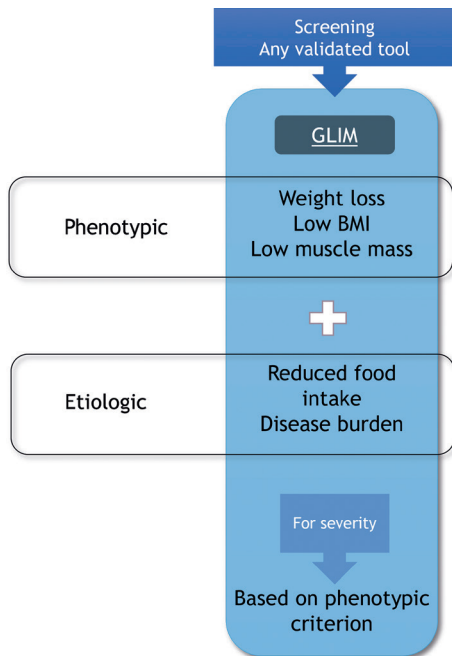 Screening
Any validated tool
GLIM
Phenotypic
Weight loss
Low BMI
Low muscle mass
Etiologic
Reduced food
intake
Disease burden
For severity
Based on phenotypic
criterion